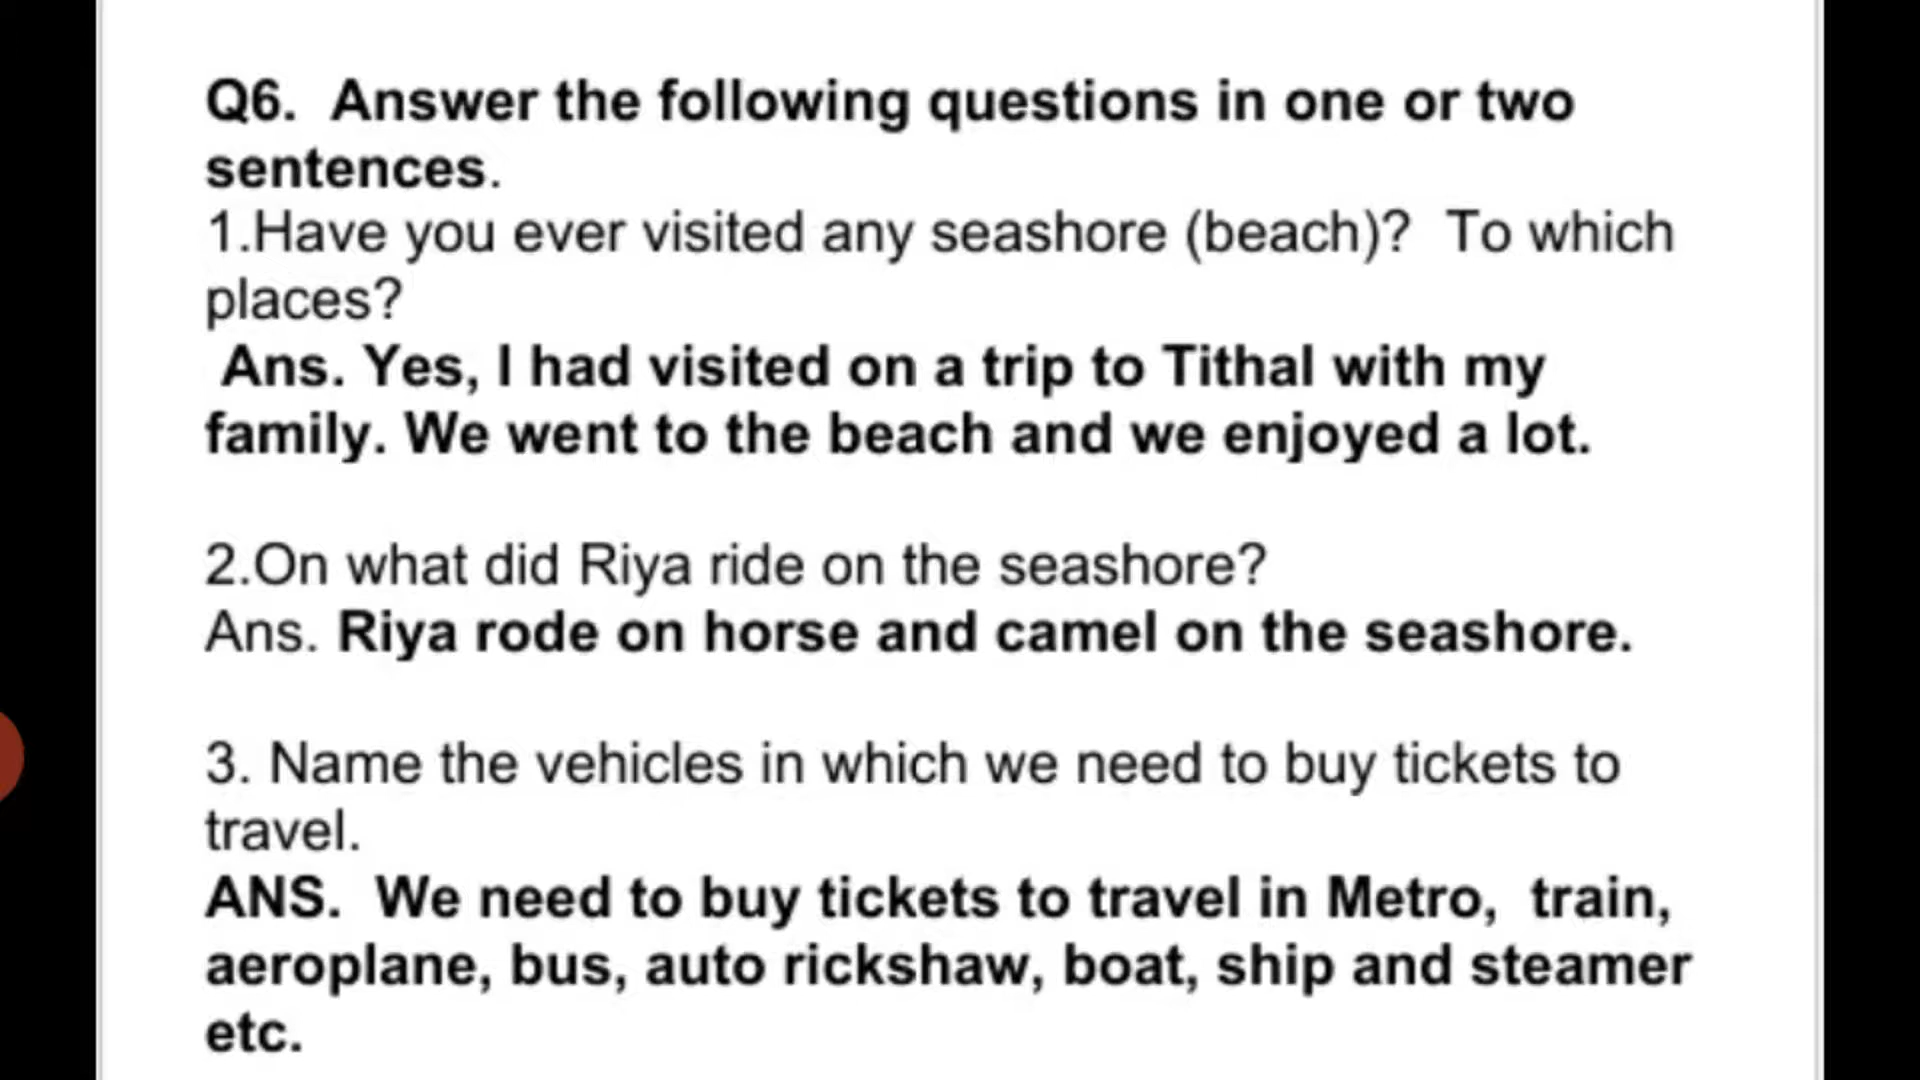 Q6. Answer the following questions in one or two
sentences.
1.Have you ever visited any seashore (beach)? To which
places?
Ans. Yes, I had visited on a trip to Tithal with my
family. We went to the beach and we enjoyed a lot.
2.On what did Riya ride on the seashore?
Ans. Riya rode on horse and camel on the seashore.
3. Name the vehicles in which we need to buy tickets to
travel.
ANS. We need to buy tickets to travel in Metro, train,
aeroplane, bus, auto rickshaw, boat, ship and steamer
etc.